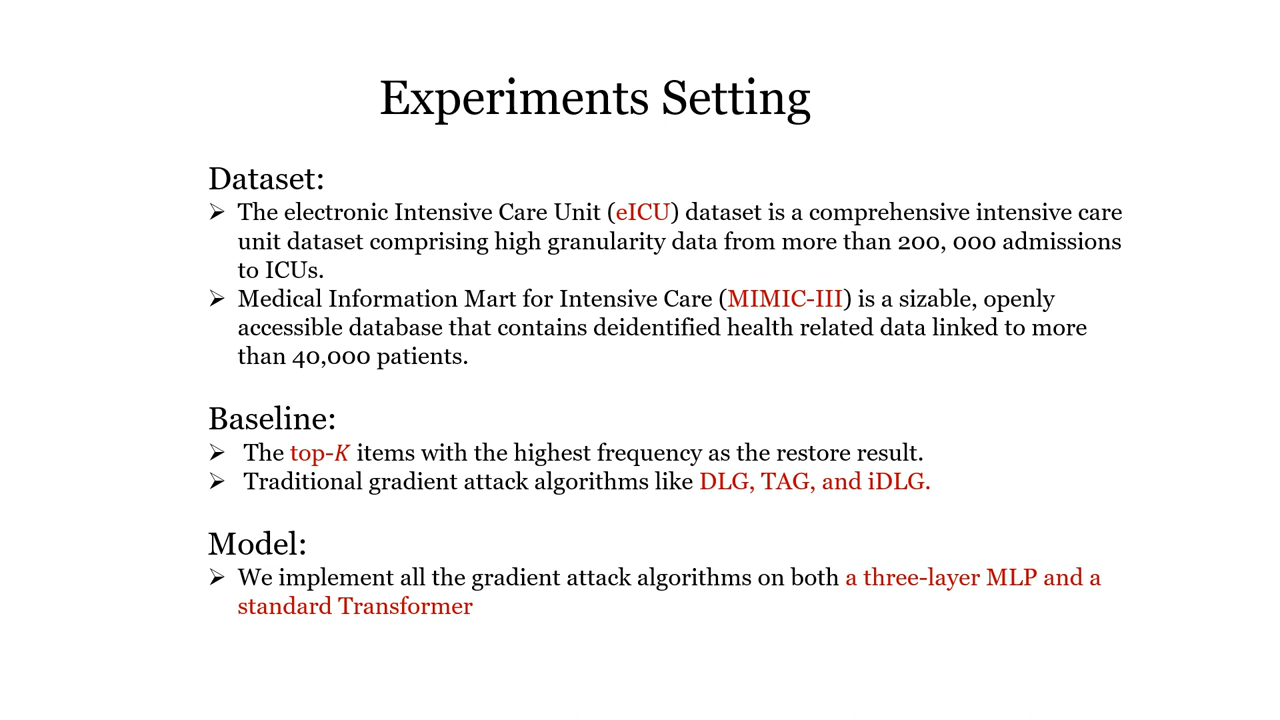 Experiments Setting
Dataset:
➢ The electronic Intensive Care Unit (eICU) dataset is a comprehensive intensive care
unit dataset comprising high granularity data from more than 200, 000 admissions
to ICUs.
➢ Medical Information Mart for Intensive Care (MIMIC-III) is a sizable, openly
accessible database that contains deidentified health related data linked to more
than 40,000 patients.
Baseline:
➢ The top-K items with the highest frequency as the restore result.
➢ Traditional gradient attack algorithms like DLG, TAG, and iDLG.
Model:
➢ We implement all the gradient attack algorithms on both a three-layer MLP and a
standard Transformer